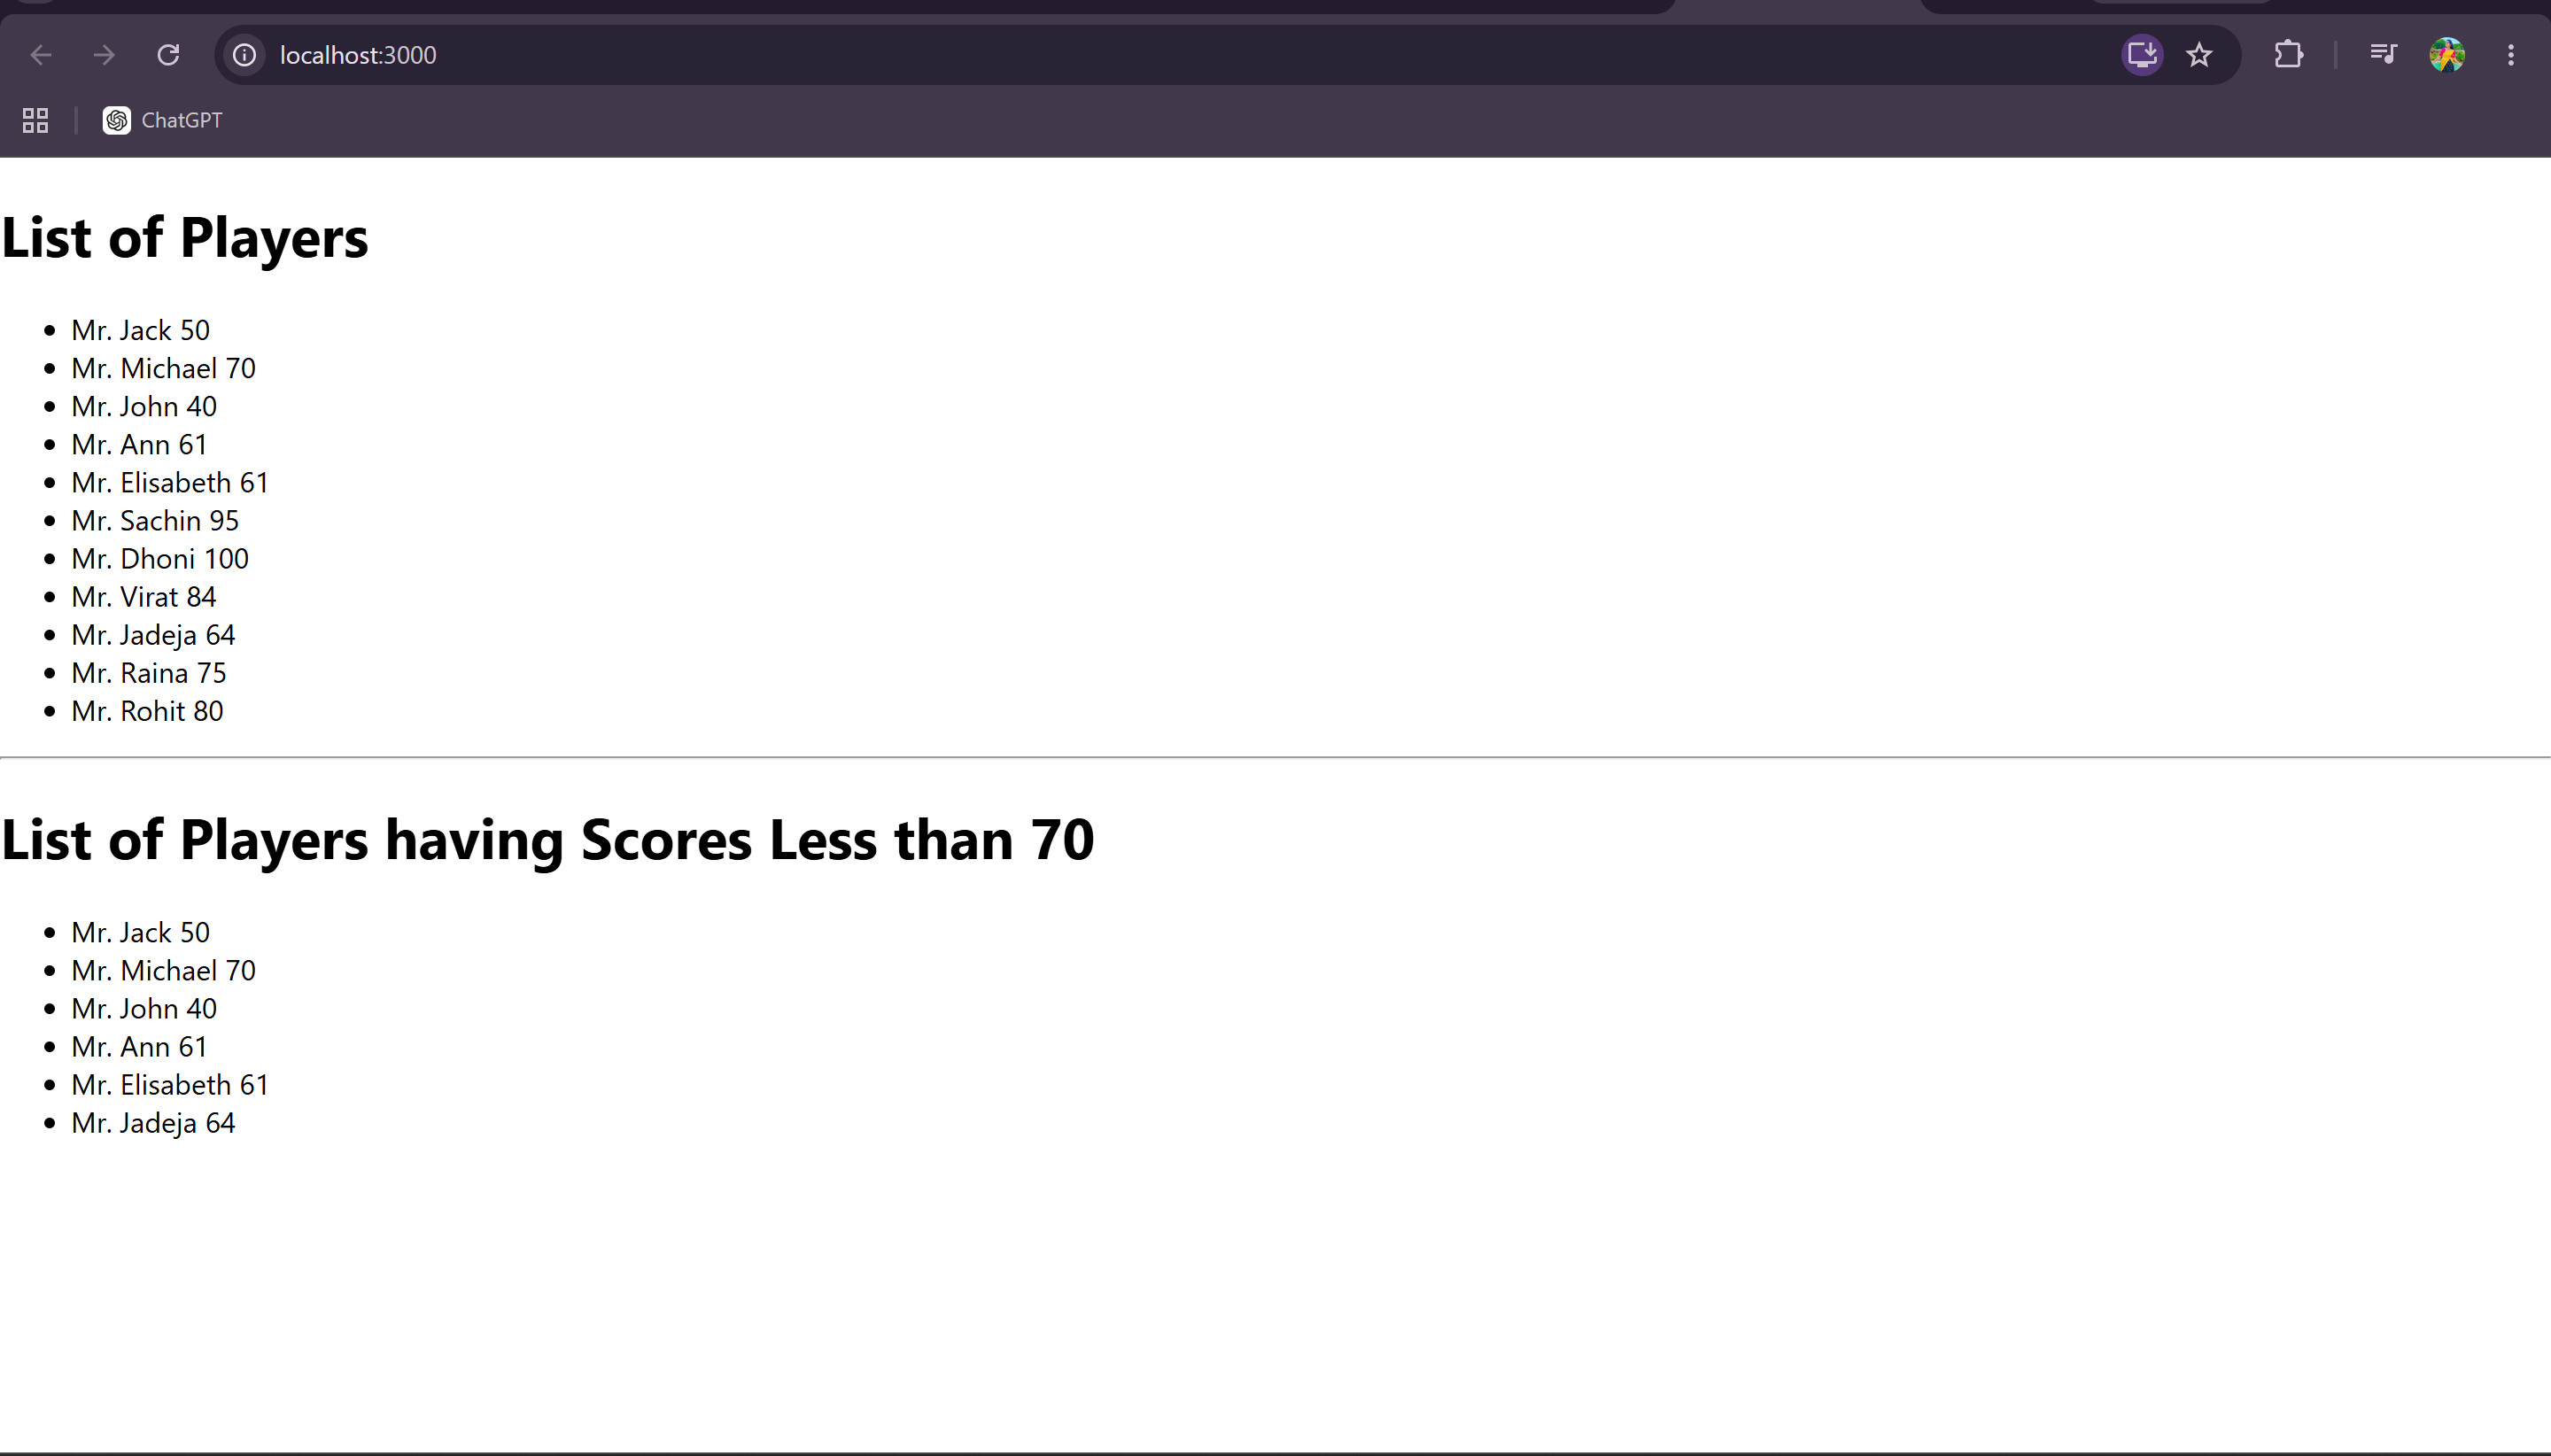 localhost:3000
ChatGPT
List of Players
Mr. Jack 50
Mr. Michael 70
Mr. John 40
Mr. Ann 61
Mr. Elisabeth 61
Mr. Sachin 95
Mr. Dhoni 100
Mr. Virat 84
Mr. Jadeja 64
Mr. Raina 75
Mr. Rohit 80
List of Players having Scores Less than 70
Mr. Jack 50
Mr. Michael 70
Mr. John 40
Mr. Ann 61
Mr. Elisabeth 61
Mr. Jadeja 64